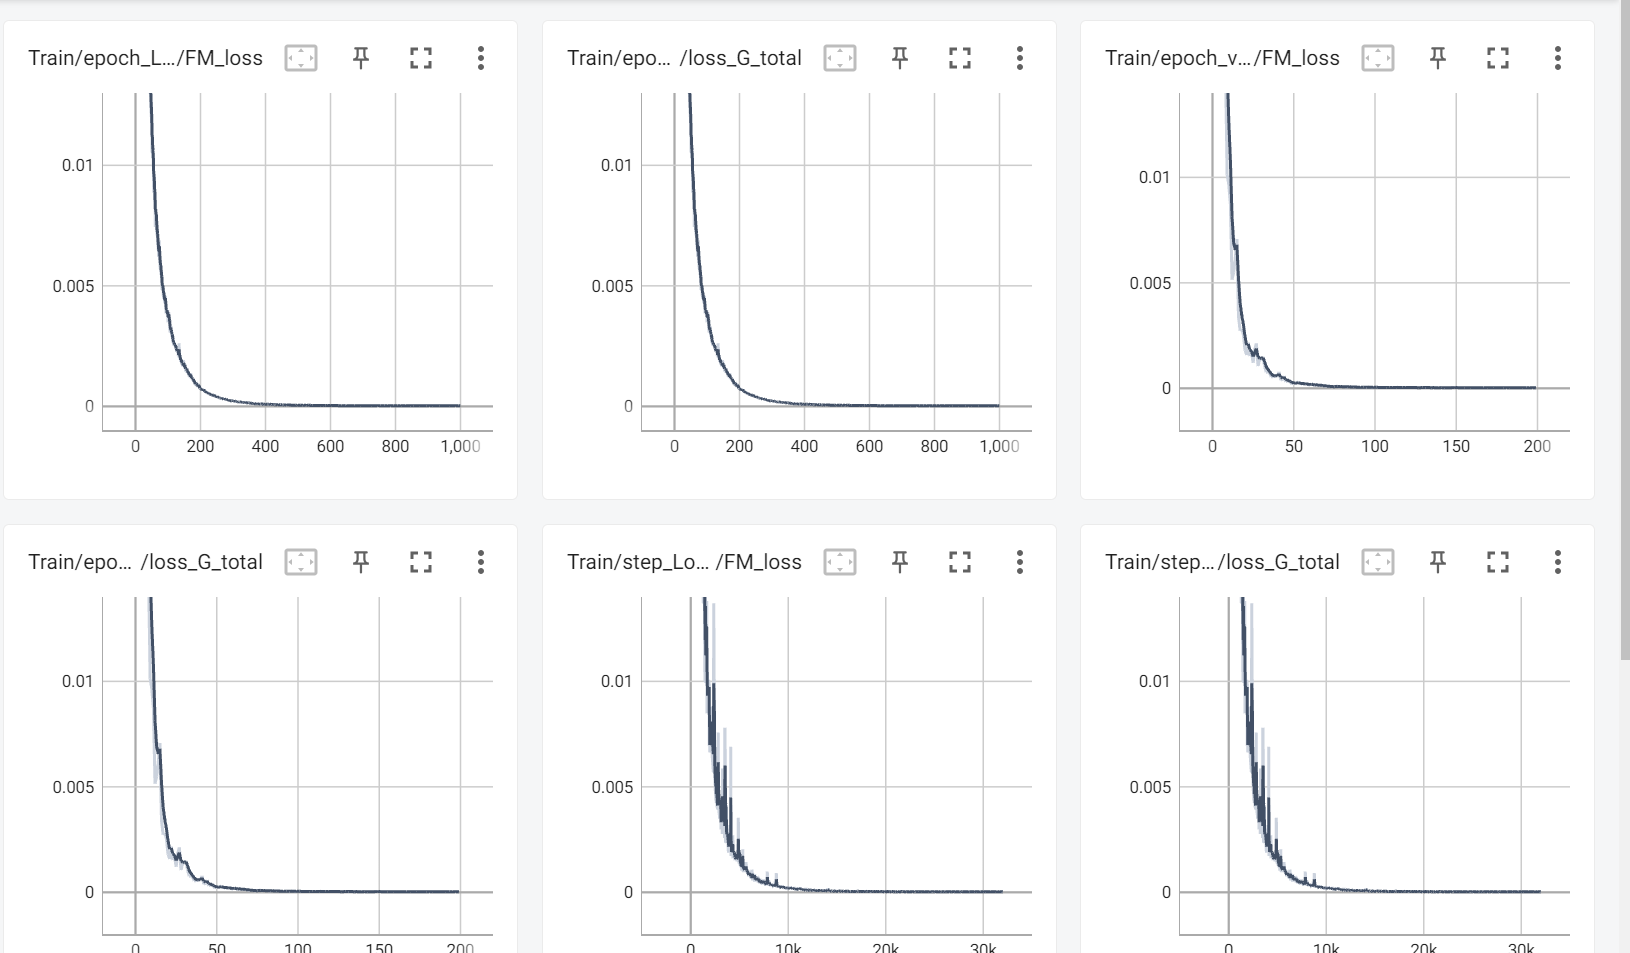 Train/epoch_L.../FM_loss
Train/epo... /loss_G_total
Train/epoch_v.../FM_loss
0.01
0.005
0
0 200 400 600 800 1,000
0.01
0.005
0
0 200 400 600 800 1,000
0.01
0.005
0
0 50 100 150 200
Train/epo... /loss_G_total
Train/step_Lo... /FM_loss
Train/step.../loss_G_total
0.01
0.005
0
0 50 100 150 200
0.01
0.005
0
0 10k 20k 30k
0.01
0.005
0
0 10k 20k 30k